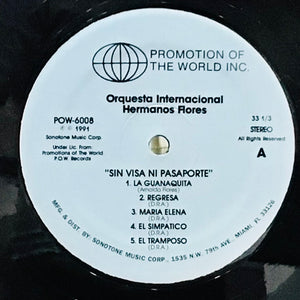 PROMOTION OF
THE WORLD INC.
Orquesta Internacional
Hermanos Flores
POW-6008
℗ © 1991
Sonotone Music Corp.
Under Lic. From:
Promotions of The World
P.O.W. Records
33 1/3
STEREO
All Rights Reserved
A
"SIN VISA NI PASAPORTE"
1. LA GUANAQUITA
(Arnoldo Flores)
2. REGRESA
(D.R.A.)
3. MARIA ELENA
(D.R.A.)
4. EL SIMPATICO
(D.R.A.)
5. EL TRAMPOSO
(D.R.A.)
MFG. & DIST. BY: SONOTONE MUSIC CORP., 1535 N.W. 79th AVE., MIAMI, FL 33126